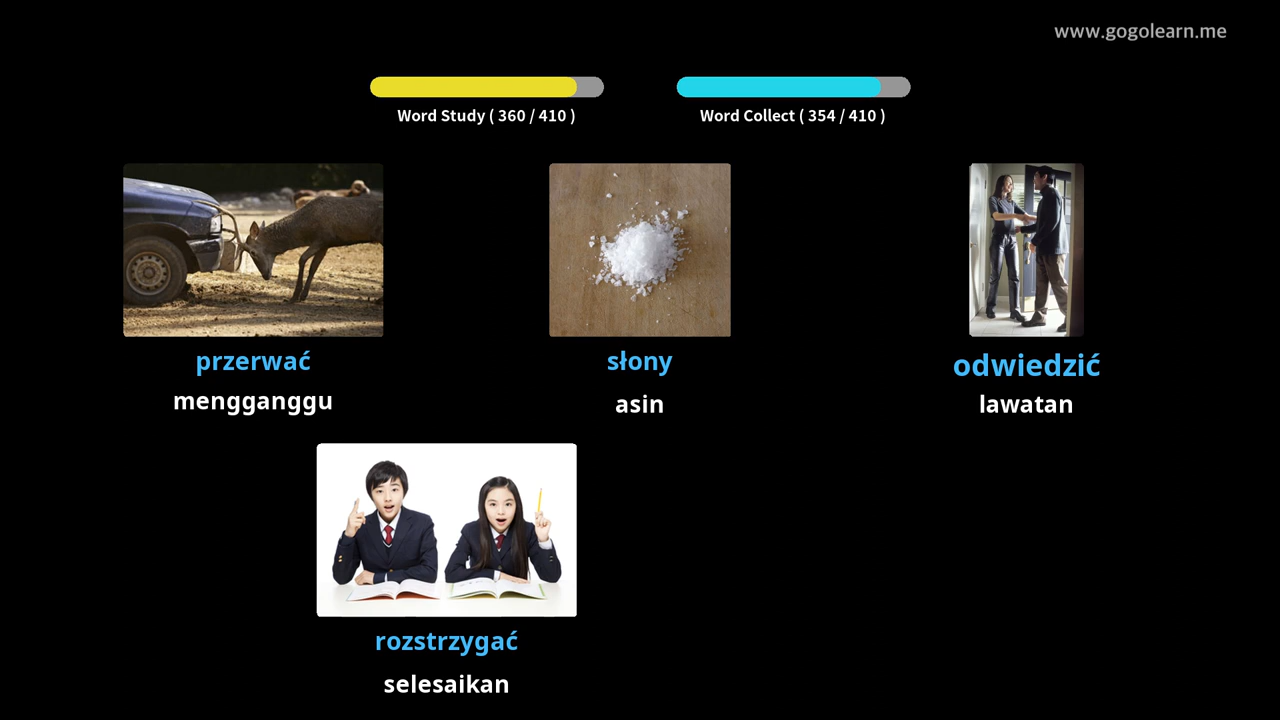 www.gogolearn.me
Word Study ( 360 / 410 )
Word Collect ( 354 / 410 )
przerwać
mengganggu
słony
asin
odwiedzić
lawatan
rozstrzygać
selesaikan